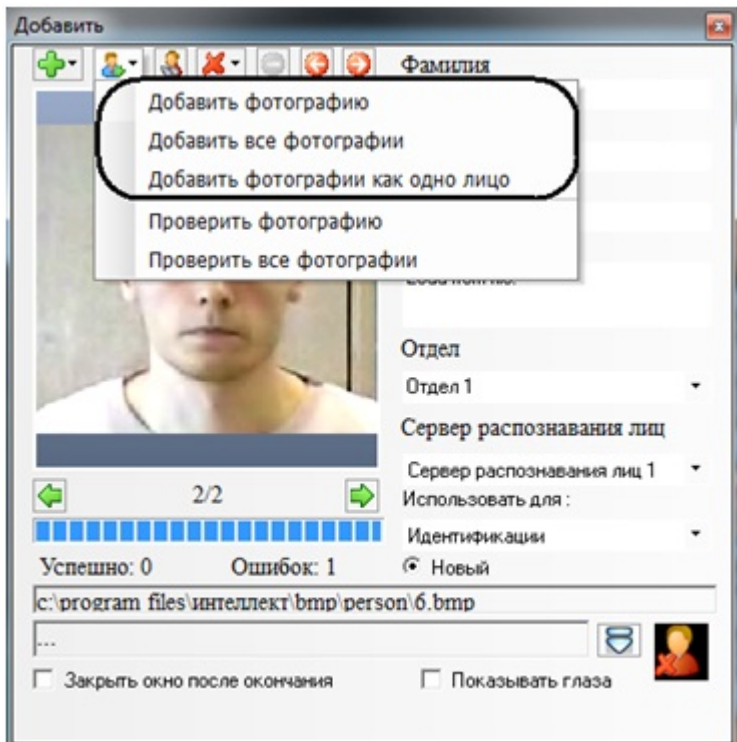 Добавить
Фамилия
Добавить фотографию
Добавить все фотографии
Добавить фотографии как одно лицо
Проверить фотографию
Проверить все фотографии
Отдел
Отдел 1
Сервер распознавания лиц
Сервер распознавания лиц 1
2/2
Использовать для :
Идентификации
Успешно: 0
Ошибок: 1
Новый
c:\program files\интеллект\bmp\person\6.bmp
...
Закрыть окно после окончания
Показывать глаза